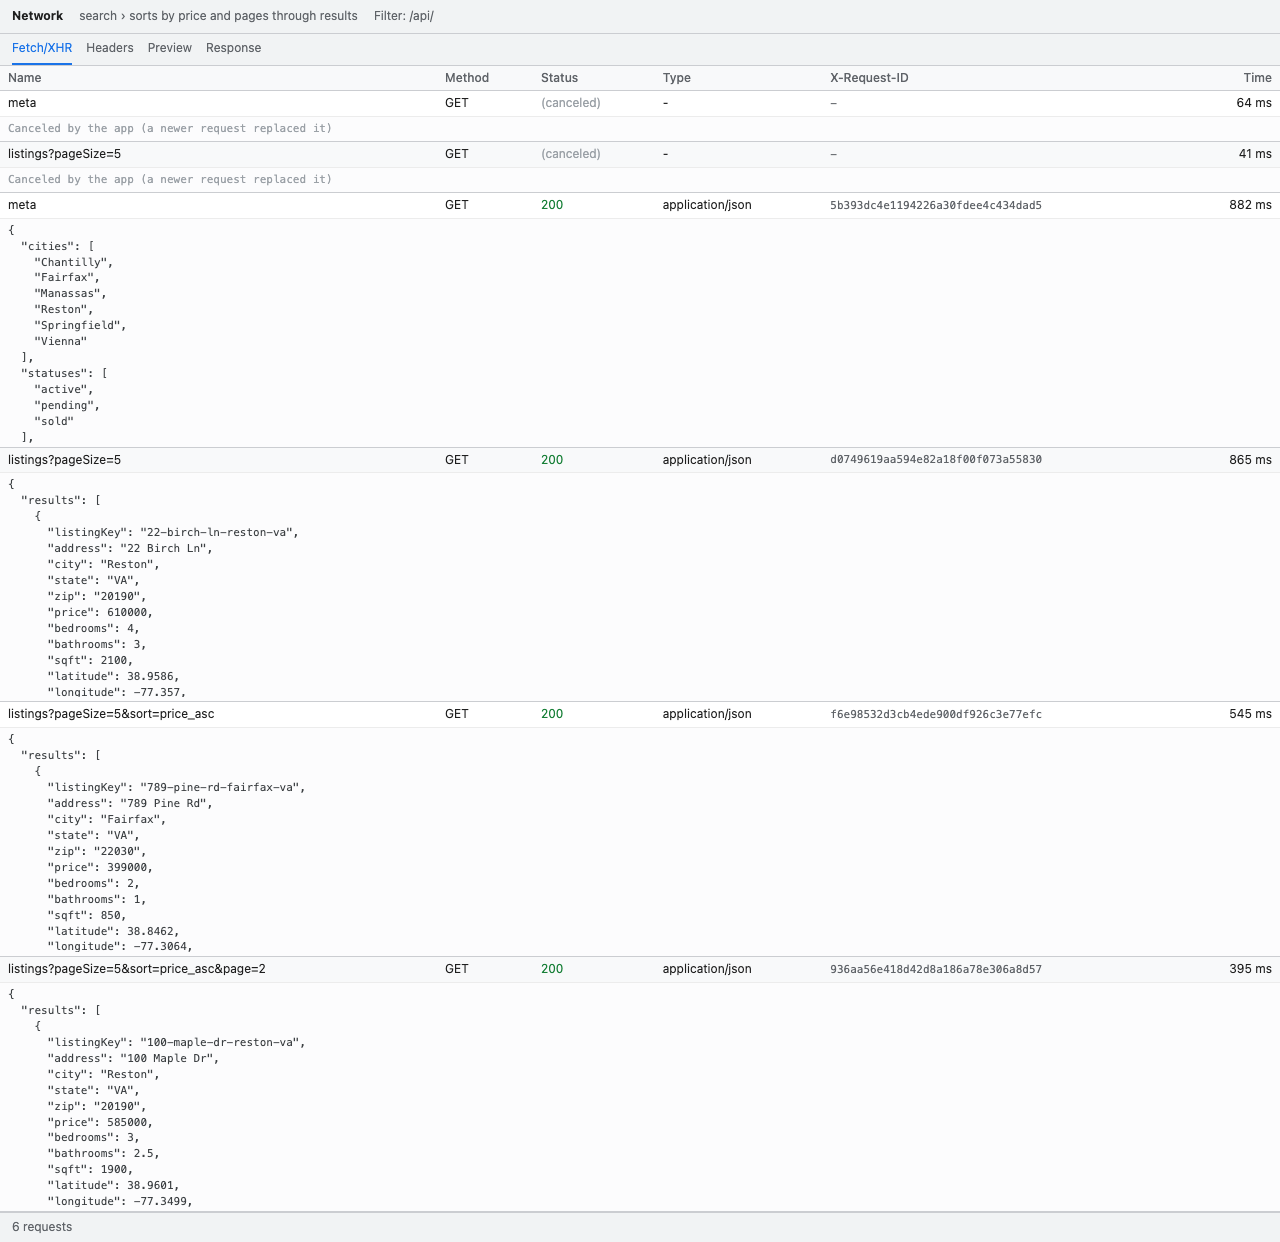 Network search › sorts by price and pages through results Filter: /api/
Fetch/XHR Headers Preview Response
Name Method Status Type X-Request-ID Time
meta GET (canceled) - – 64 ms
Canceled by the app (a newer request replaced it)
listings?pageSize=5 GET (canceled) - – 41 ms
Canceled by the app (a newer request replaced it)
meta GET 200 application/json 5b393dc4e1194226a30fdee4c434dad5 882 ms
{
  "cities": [
    "Chantilly",
    "Fairfax",
    "Manassas",
    "Reston",
    "Springfield",
    "Vienna"
  ],
  "statuses": [
    "active",
    "pending",
    "sold"
  ],
listings?pageSize=5 GET 200 application/json d0749619aa594e82a18f00f073a55830 865 ms
{
  "results": [
    {
      "listingKey": "22-birch-ln-reston-va",
      "address": "22 Birch Ln",
      "city": "Reston",
      "state": "VA",
      "zip": "20190",
      "price": 610000,
      "bedrooms": 4,
      "bathrooms": 3,
      "sqft": 2100,
      "latitude": 38.9586,
      "longitude": -77.357,
listings?pageSize=5&sort=price_asc GET 200 application/json f6e98532d3cb4ede900df926c3e77efc 545 ms
{
  "results": [
    {
      "listingKey": "789-pine-rd-fairfax-va",
      "address": "789 Pine Rd",
      "city": "Fairfax",
      "state": "VA",
      "zip": "22030",
      "price": 399000,
      "bedrooms": 2,
      "bathrooms": 1,
      "sqft": 850,
      "latitude": 38.8462,
      "longitude": -77.3064,
listings?pageSize=5&sort=price_asc&page=2 GET 200 application/json 936aa56e418d42d8a186a78e306a8d57 395 ms
{
  "results": [
    {
      "listingKey": "100-maple-dr-reston-va",
      "address": "100 Maple Dr",
      "city": "Reston",
      "state": "VA",
      "zip": "20190",
      "price": 585000,
      "bedrooms": 3,
      "bathrooms": 2.5,
      "sqft": 1900,
      "latitude": 38.9601,
      "longitude": -77.3499,
6 requests